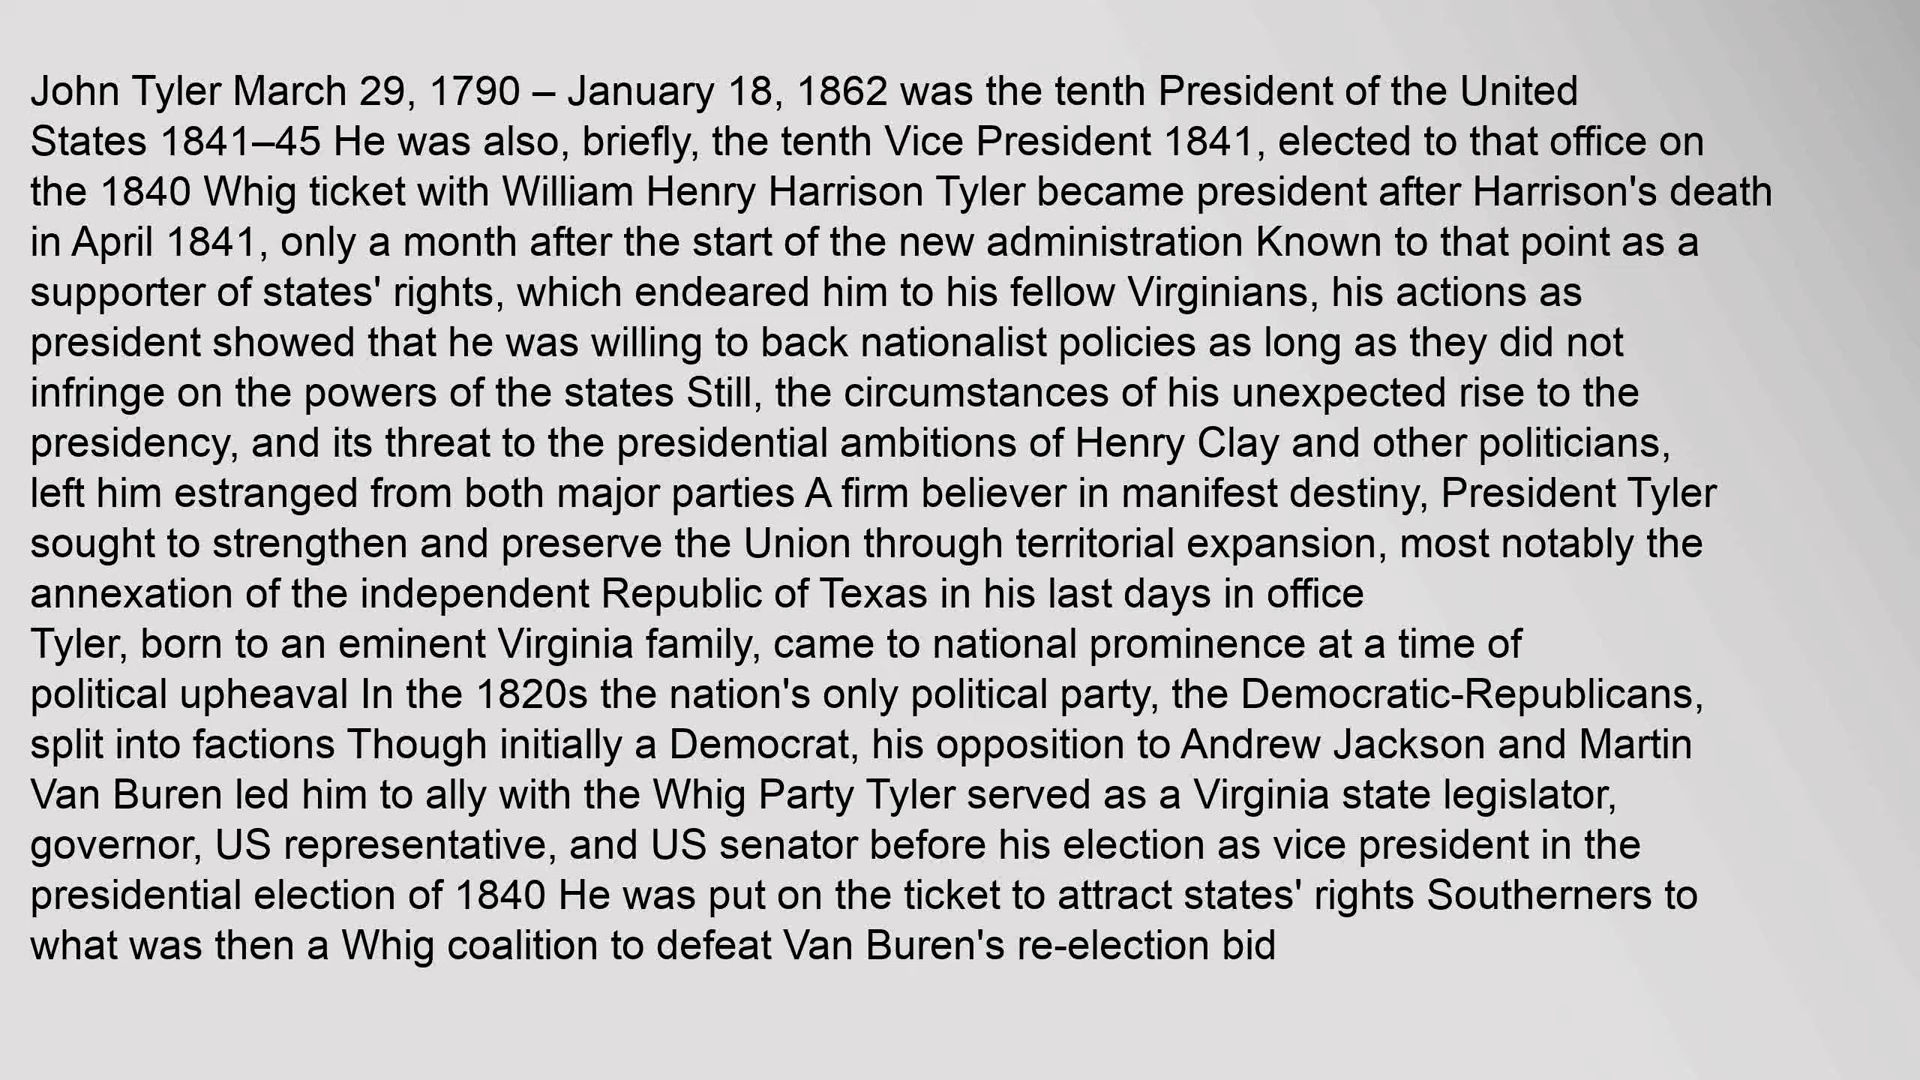 John Tyler March 29, 1790 – January 18, 1862 was the tenth President of the United
States 1841–45 He was also, briefly, the tenth Vice President 1841, elected to that office on
the 1840 Whig ticket with William Henry Harrison Tyler became president after Harrison's death
in April 1841, only a month after the start of the new administration Known to that point as a
supporter of states' rights, which endeared him to his fellow Virginians, his actions as
president showed that he was willing to back nationalist policies as long as they did not
infringe on the powers of the states Still, the circumstances of his unexpected rise to the
presidency, and its threat to the presidential ambitions of Henry Clay and other politicians,
left him estranged from both major parties A firm believer in manifest destiny, President Tyler
sought to strengthen and preserve the Union through territorial expansion, most notably the
annexation of the independent Republic of Texas in his last days in office
Tyler, born to an eminent Virginia family, came to national prominence at a time of
political upheaval In the 1820s the nation's only political party, the Democratic-Republicans,
split into factions Though initially a Democrat, his opposition to Andrew Jackson and Martin
Van Buren led him to ally with the Whig Party Tyler served as a Virginia state legislator,
governor, US representative, and US senator before his election as vice president in the
presidential election of 1840 He was put on the ticket to attract states' rights Southerners to
what was then a Whig coalition to defeat Van Buren's re-election bid